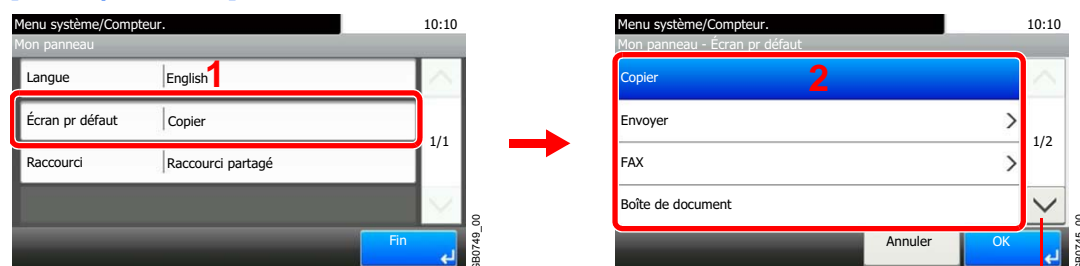 Menu système/Compteur.
10:10
Mon panneau
Langue English 1
Écran pr défaut Copier
1/1
Raccourci Raccourci partagé
Fin
GB0749_00
Menu système/Compteur.
10:10
Mon panneau - Écran pr défaut
Copier 2
Envoyer
1/2
FAX
Boîte de document
Annuler OK